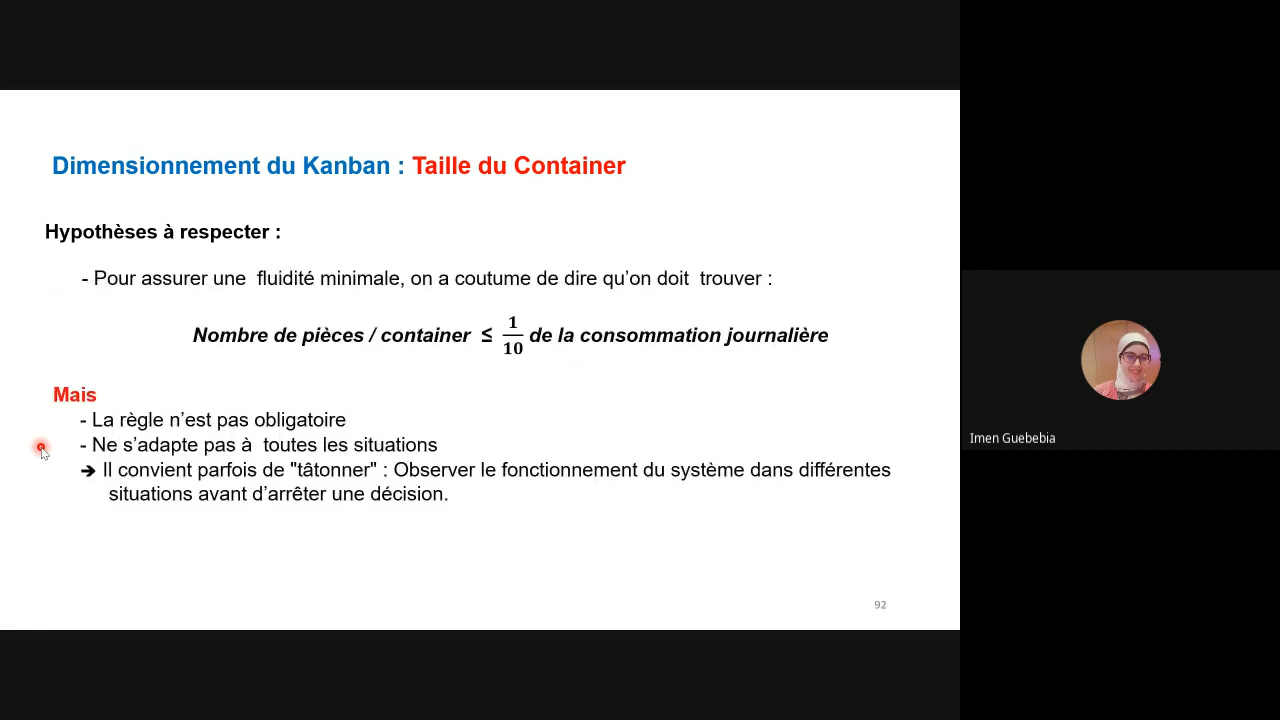 Dimensionnement du Kanban : Taille du Container
Hypothèses à respecter :
- Pour assurer une fluidité minimale, on a coutume de dire qu’on doit trouver :
Nombre de pièces / container ≤ 1/10 de la consommation journalière
Mais
- La règle n’est pas obligatoire
- Ne s’adapte pas à toutes les situations
➔ Il convient parfois de "tâtonner" : Observer le fonctionnement du système dans différentes
situations avant d’arrêter une décision.
92
Imen Guebebia